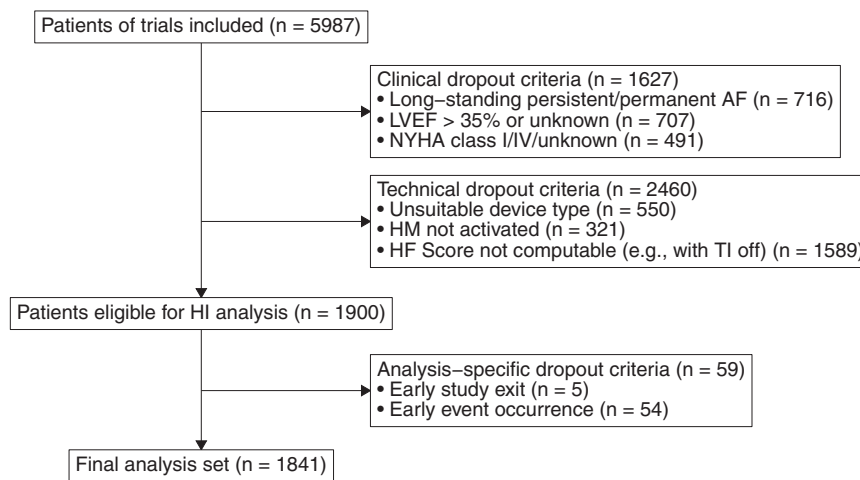 Patients of trials included (n = 5987)
Clinical dropout criteria (n = 1627)
• Long−standing persistent/permanent AF (n = 716)
• LVEF > 35% or unknown (n = 707)
• NYHA class I/IV/unknown (n = 491)
Technical dropout criteria (n = 2460)
• Unsuitable device type (n = 550)
• HM not activated (n = 321)
• HF Score not computable (e.g., with TI off) (n = 1589)
Patients eligible for HI analysis (n = 1900)
Analysis−specific dropout criteria (n = 59)
• Early study exit (n = 5)
• Early event occurrence (n = 54)
Final analysis set (n = 1841)